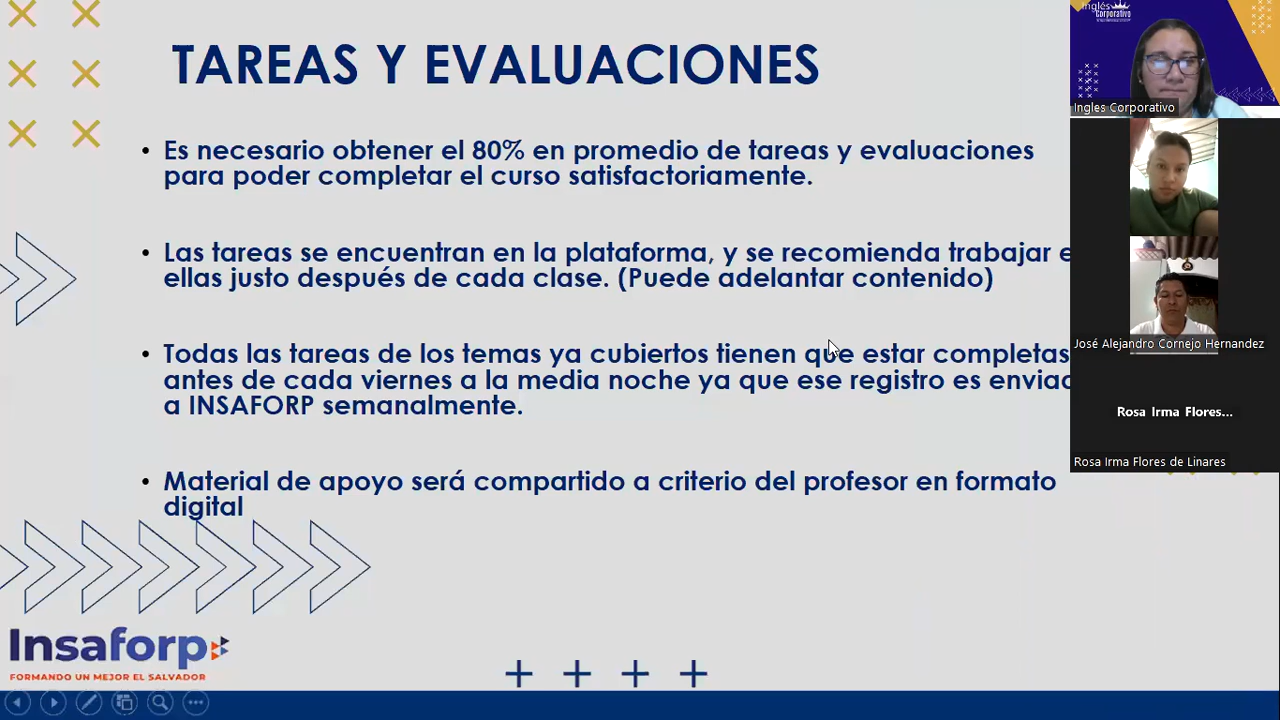 TAREAS Y EVALUACIONES
• Es necesario obtener el 80% en promedio de tareas y evaluaciones
para poder completar el curso satisfactoriamente.
• Las tareas se encuentran en la plataforma, y se recomienda trabajar e
ellas justo después de cada clase. (Puede adelantar contenido)
• Todas las tareas de los temas ya cubiertos tienen que estar completas
antes de cada viernes a la media noche ya que ese registro es enviad
a INSAFORP semanalmente.
• Material de apoyo será compartido a criterio del profesor en formato
digital
Insaforp
FORMANDO UN MEJOR EL SALVADOR
Inglés
Corporativo
Ingles Corporativo
José Alejandro Cornejo Hernandez
Rosa Irma Flores...
Rosa Irma Flores de Linares